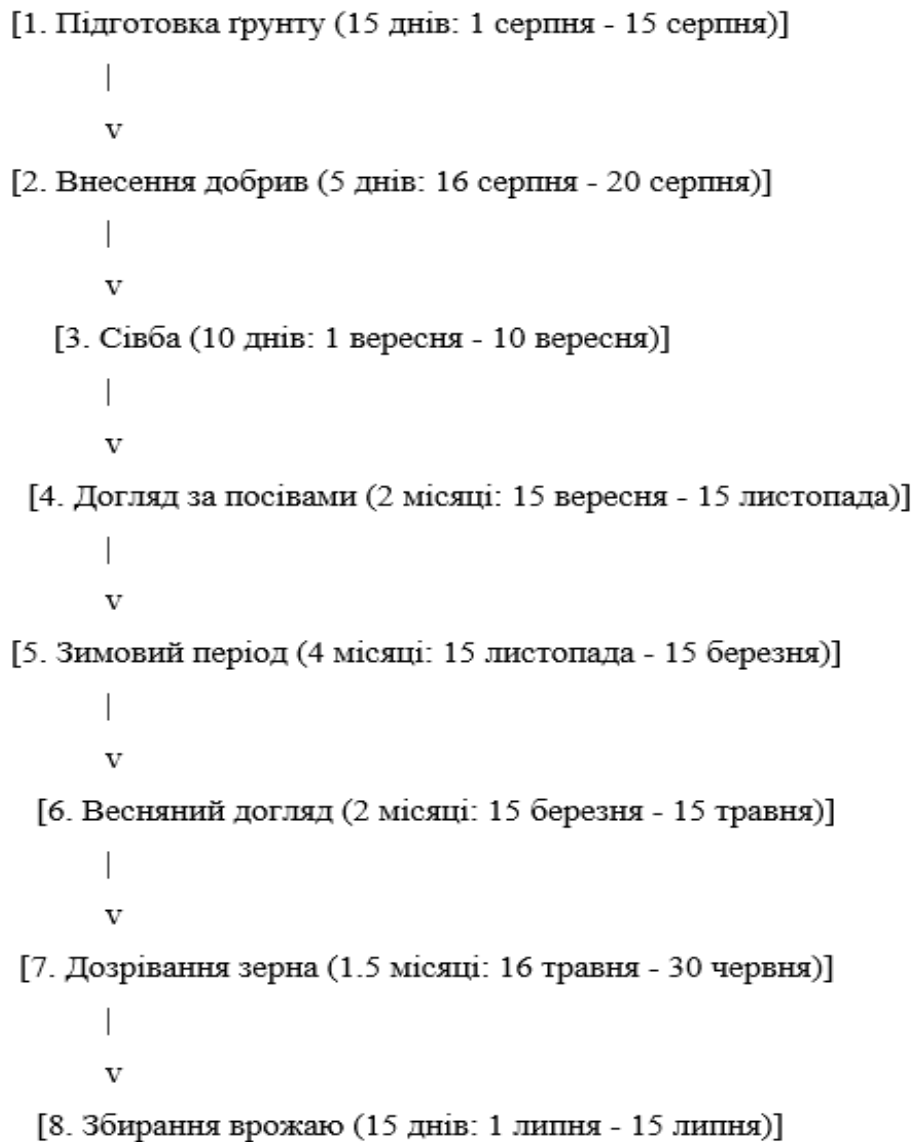 [1. Підготовка ґрунту (15 днів: 1 серпня - 15 серпня)]
|
v
[2. Внесення добрив (5 днів: 16 серпня - 20 серпня)]
|
v
[3. Сівба (10 днів: 1 вересня - 10 вересня)]
|
v
[4. Догляд за посівами (2 місяці: 15 вересня - 15 листопада)]
|
v
[5. Зимовий період (4 місяці: 15 листопада - 15 березня)]
|
v
[6. Весняний догляд (2 місяці: 15 березня - 15 травня)]
|
v
[7. Дозрівання зерна (1.5 місяці: 16 травня - 30 червня)]
|
v
[8. Збирання врожаю (15 днів: 1 липня - 15 липня)]